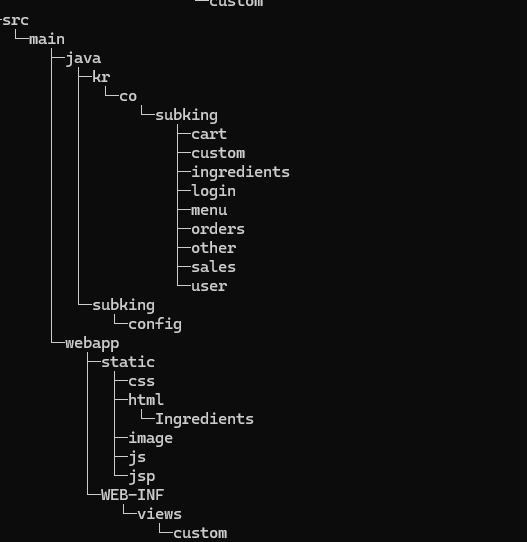 custom
src
main
java
kr
co
subking
cart
custom
ingredients
login
menu
orders
other
sales
user
subking
config
webapp
static
css
html
Ingredients
image
js
jsp
WEB-INF
views
custom